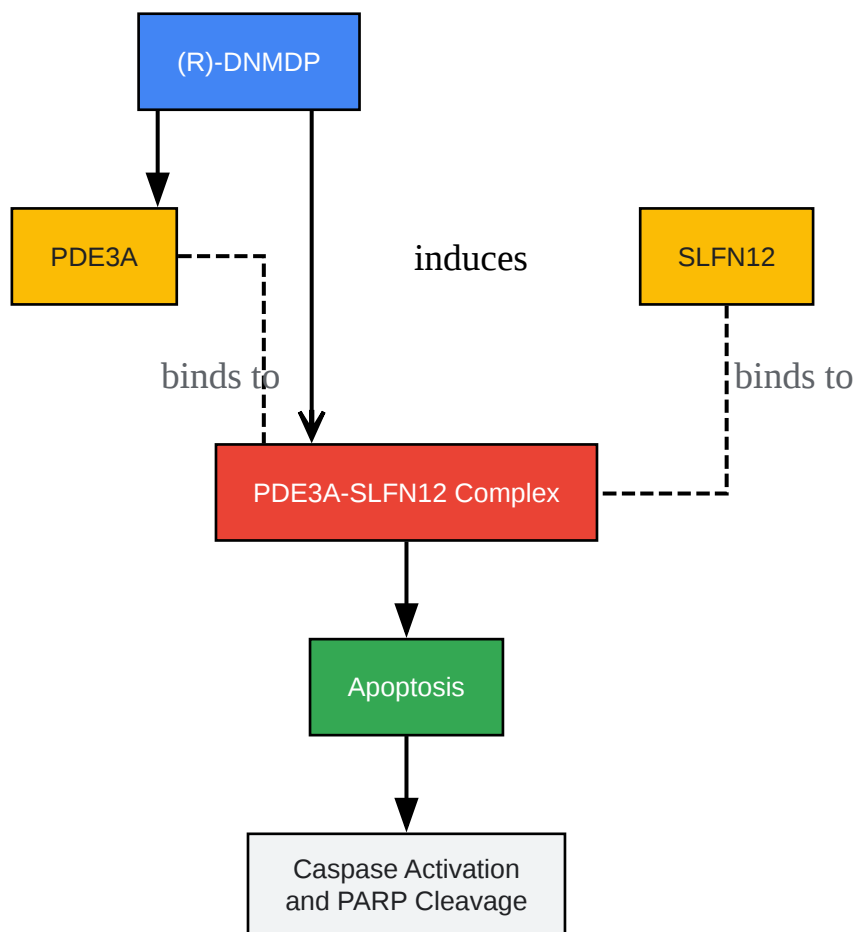 (R)-DNMDP
PDE3A
induces
SLFN12
binds to
binds to
PDE3A-SLFN12 Complex
Apoptosis
Caspase Activation
and PARP Cleavage